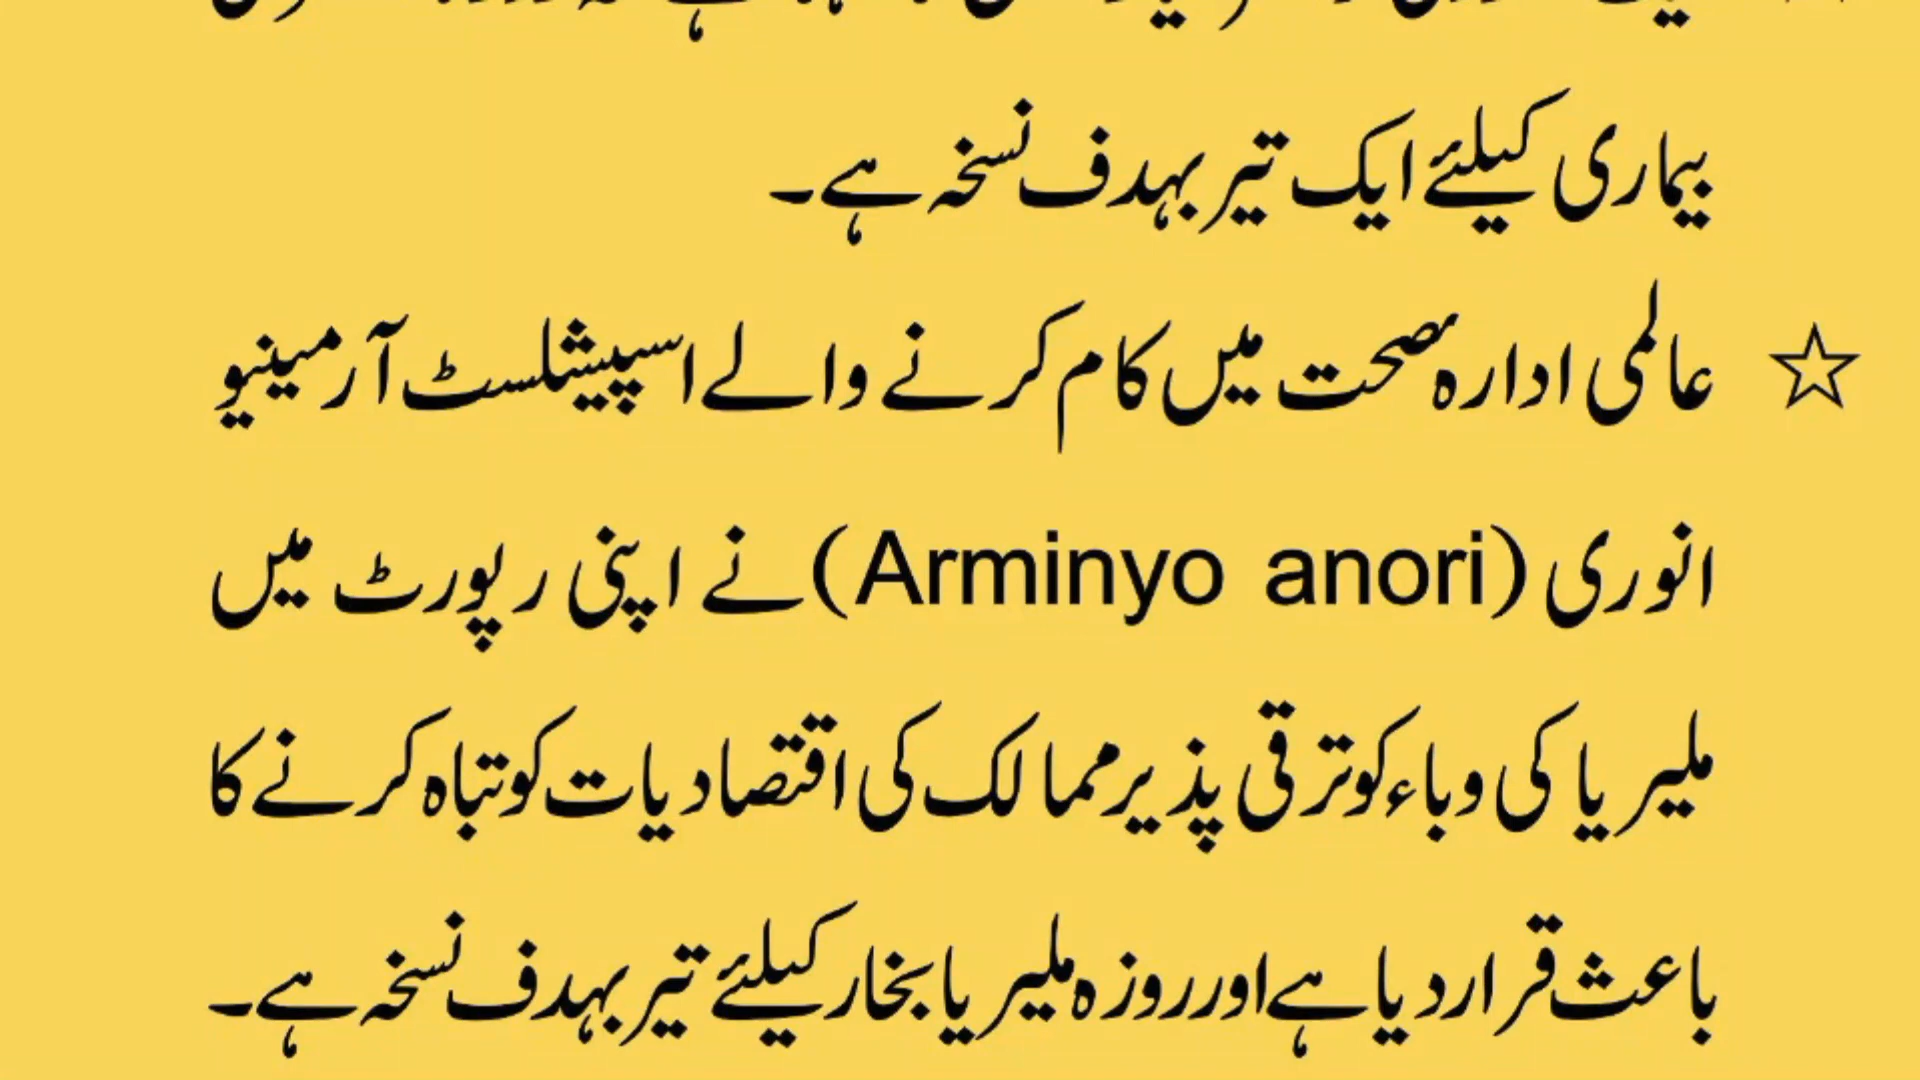 بیماری کیلئے ایک تیر بہدف نسخہ ہے۔
☆ عالمی ادارہ صحت میں کام کرنے والے اسپیشلسٹ آرمینیو
انوری (Arminyo anori) نے اپنی رپورٹ میں
ملیریا کی وباء کو ترقی پذیر ممالک کی اقتصادیات کو تباہ کرنے کا
باعث قرار دیا ہے اور روزہ ملیریا بخار کیلئے تیر بہدف نسخہ ہے۔